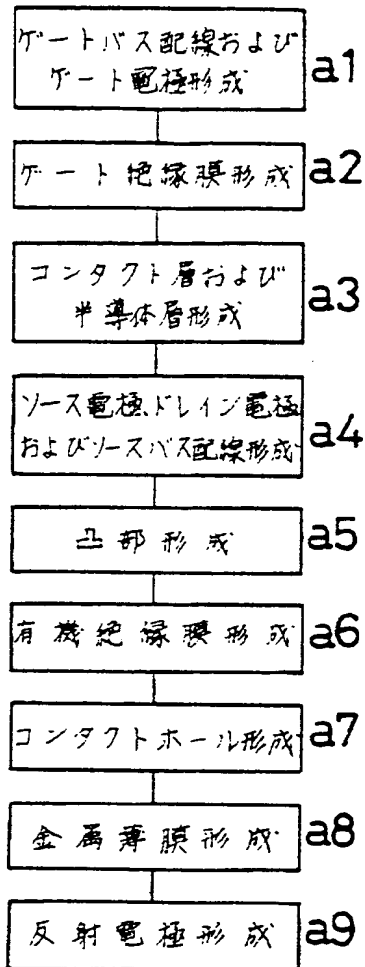 ゲートバス配線および
ゲート電極形成
a1
ゲート絶縁膜形成
a2
コンタクト層および
半導体層形成
a3
ソース電極、ドレイン電極
およびソースバス配線形成
a4
凸部形成
a5
有機絶縁膜形成
a6
コンタクトホール形成
a7
金属薄膜形成
a8
反射電極形成
a9